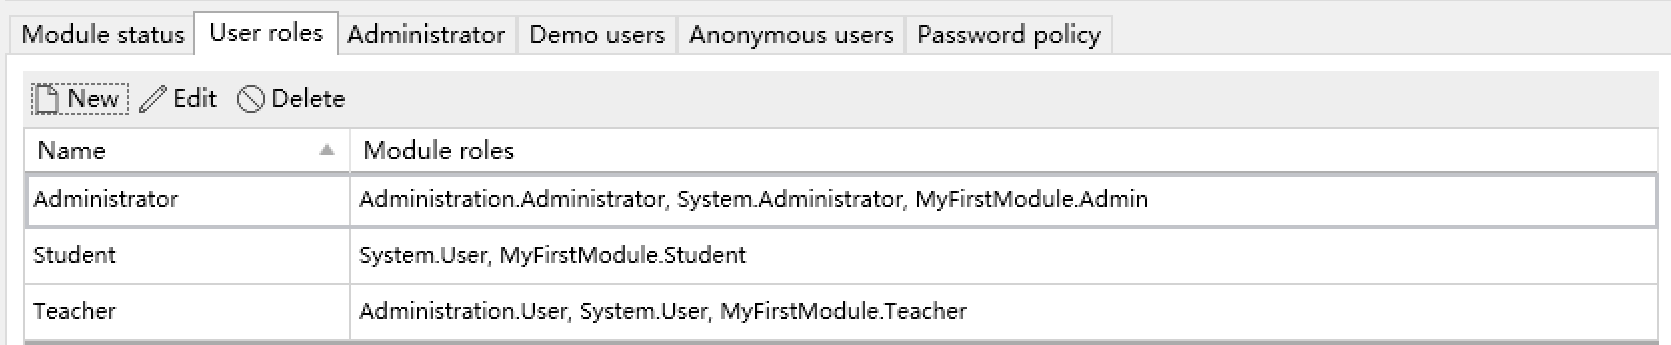 Module status User roles Administrator Demo users Anonymous users Password policy
New Edit Delete
Name Module roles
Administrator Administration.Administrator, System.Administrator, MyFirstModule.Admin
Student System.User, MyFirstModule.Student
Teacher Administration.User, System.User, MyFirstModule.Teacher